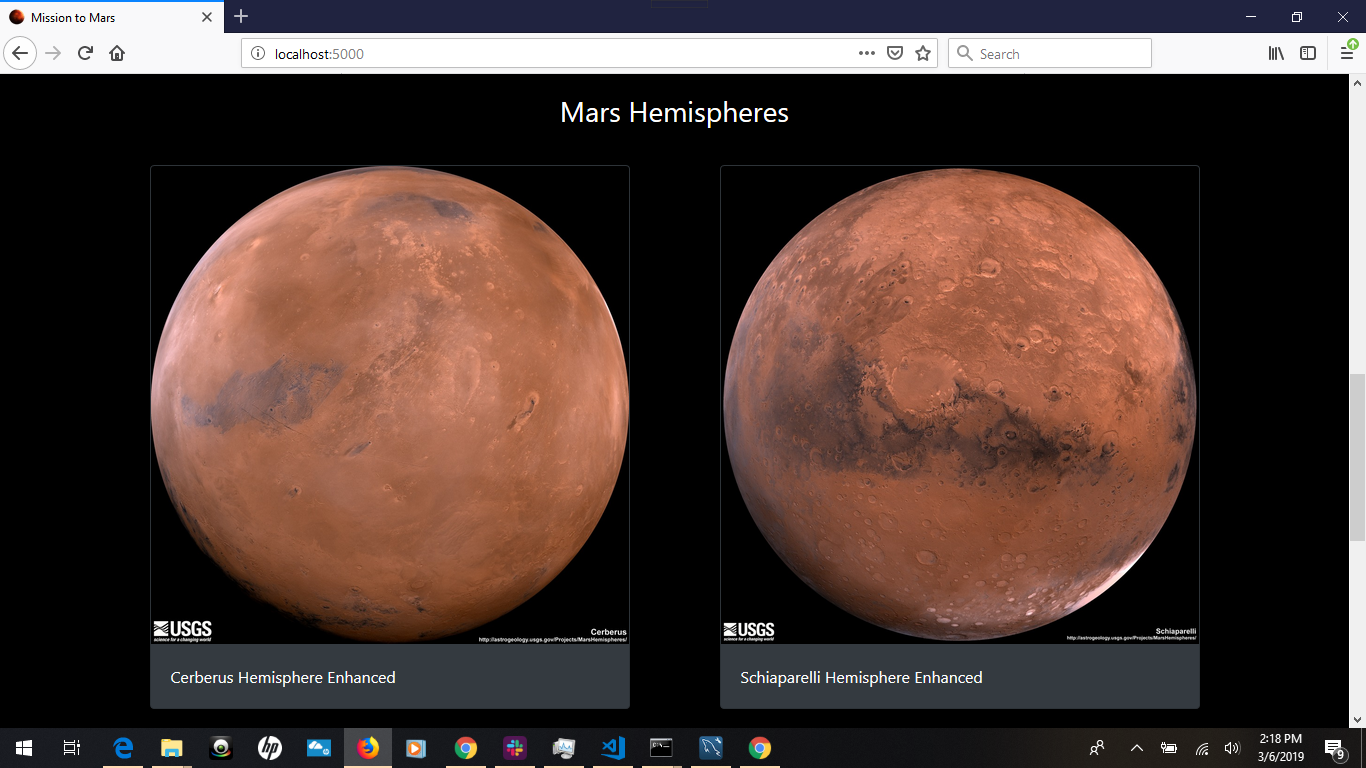 Mission to Mars
localhost:5000
Search
Mars Hemispheres
USGS
science for a changing world
Cerberus
http://astrogeology.usgs.gov/Projects/MarsHemispheres/
USGS
science for a changing world
Schiaparelli
http://astrogeology.usgs.gov/Projects/MarsHemispheres/
Cerberus Hemisphere Enhanced
Schiaparelli Hemisphere Enhanced
hp
2:18 PM
3/6/2019
9